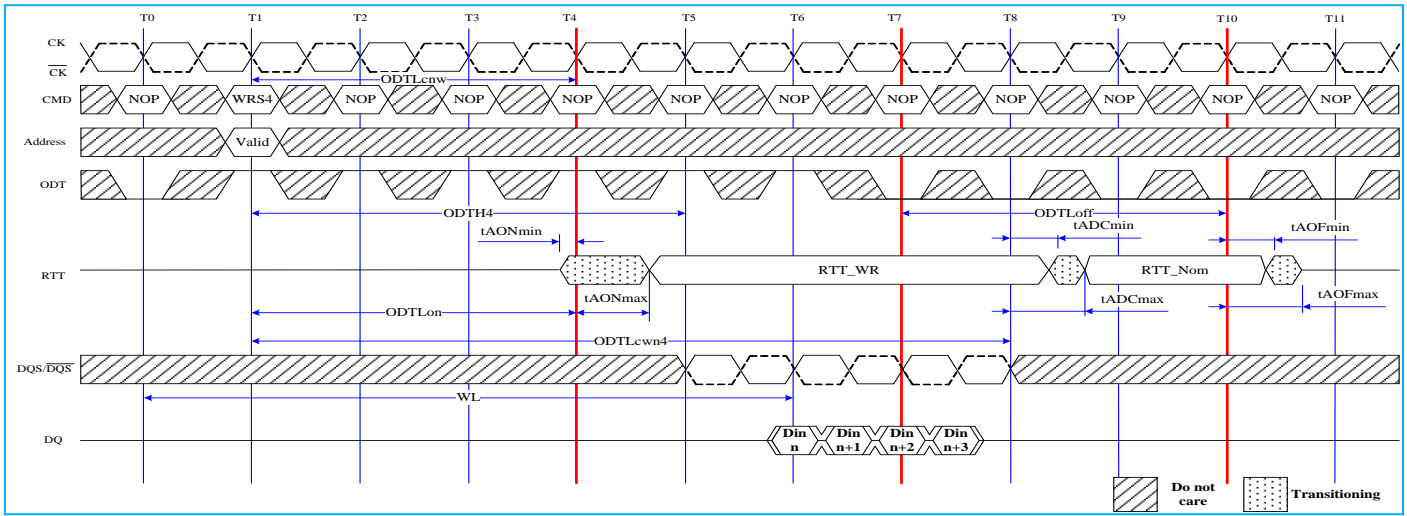 T0 T1 T2 T3 T4 T5 T6 T7 T8 T9 T10 T11
CK
CK
ODTLcnw
CMD NOP WRS4 NOP NOP NOP NOP NOP NOP NOP NOP NOP NOP
Address Valid
ODT
ODTH4 ODTLoff
tAONmin tADCmin tAOFmin
RTT RTT_WR RTT_Nom
tAONmax tADCmax tAOFmax
ODTLon
ODTLcwn4
DQS/DQS
WL
DQ Din n Din n+1 Din n+2 Din n+3
Do not care
Transitioning